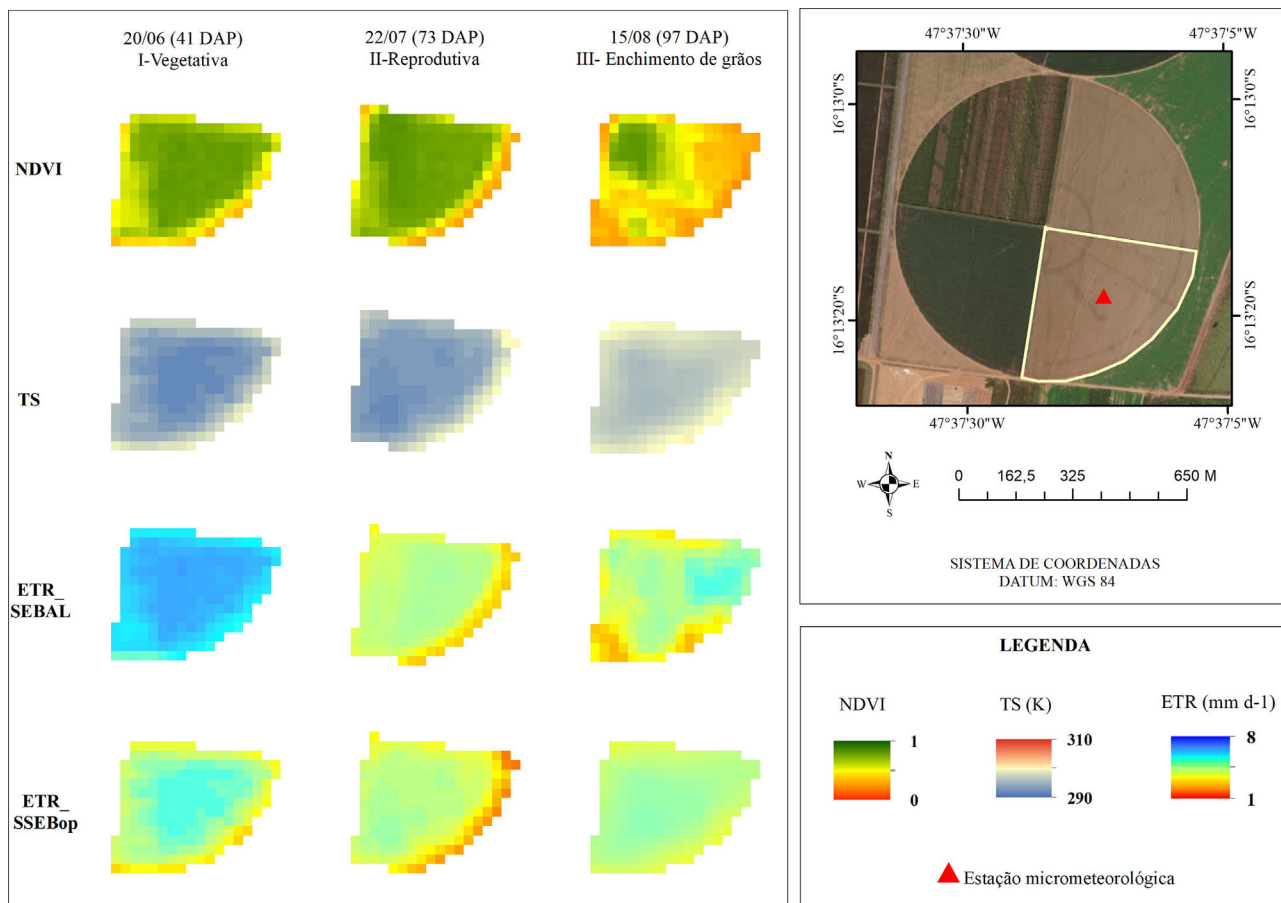 20/06 (41 DAP)
I-Vegetativa
22/07 (73 DAP)
II-Reprodutiva
15/08 (97 DAP)
III- Enchimento de grãos
NDVI
TS
ETR_
SEBAL
ETR_
SSEBop
47°37'30"W
47°37'5"W
16°13'0"S
16°13'20"S
16°13'0"S
16°13'20"S
47°37'30"W
47°37'5"W
N
W
E
S
0 162,5 325 650 M
SISTEMA DE COORDENADAS
DATUM: WGS 84
LEGENDA
NDVI
1
0
TS (K)
310
290
ETR (mm d-1)
8
1
Estação micrometeorológica